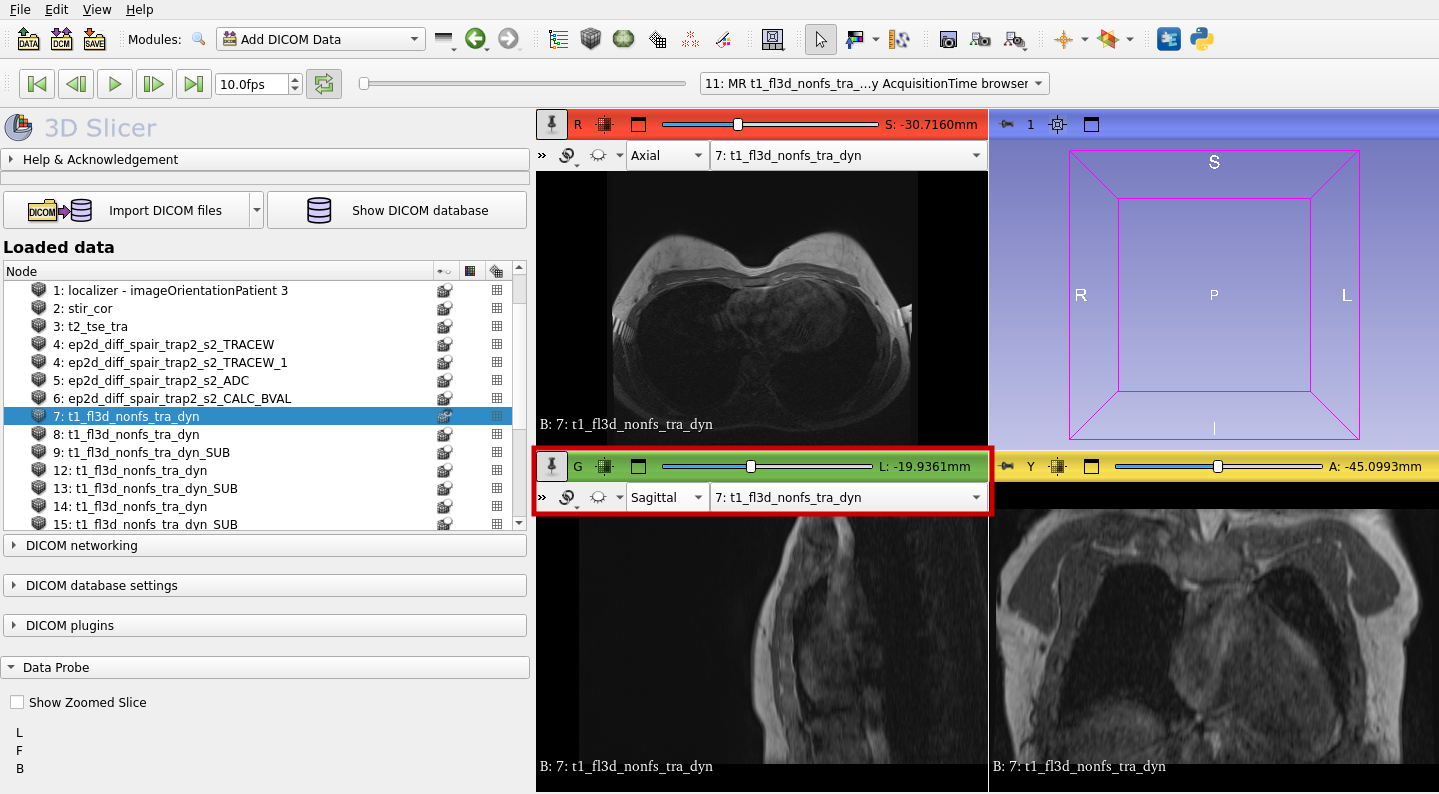 File Edit View Help
DATA DCM SAVE Modules: Add DICOM Data
10.0fps 11: MR t1_fl3d_nonfs_tra_...y AcquisitionTime browser
3D Slicer
Help & Acknowledgement
DICOM Import DICOM files Show DICOM database
Loaded data
Node
1: localizer - imageOrientationPatient 3
2: stir_cor
3: t2_tse_tra
4: ep2d_diff_spair_trap2_s2_TRACEW
4: ep2d_diff_spair_trap2_s2_TRACEW_1
5: ep2d_diff_spair_trap2_s2_ADC
6: ep2d_diff_spair_trap2_s2_CALC_BVAL
7: t1_fl3d_nonfs_tra_dyn
8: t1_fl3d_nonfs_tra_dyn
9: t1_fl3d_nonfs_tra_dyn_SUB
12: t1_fl3d_nonfs_tra_dyn
13: t1_fl3d_nonfs_tra_dyn_SUB
14: t1_fl3d_nonfs_tra_dyn
15: t1_fl3d_nonfs_tra_dyn_SUB
DICOM networking
DICOM database settings
DICOM plugins
Data Probe
Show Zoomed Slice
L
F
B
R S: -30.7160mm
Axial 7: t1_fl3d_nonfs_tra_dyn
B: 7: t1_fl3d_nonfs_tra_dyn
1
S
R P L
I
G L: -19.9361mm
Sagittal 7: t1_fl3d_nonfs_tra_dyn
B: 7: t1_fl3d_nonfs_tra_dyn
Y A: -45.0993mm
B: 7: t1_fl3d_nonfs_tra_dyn